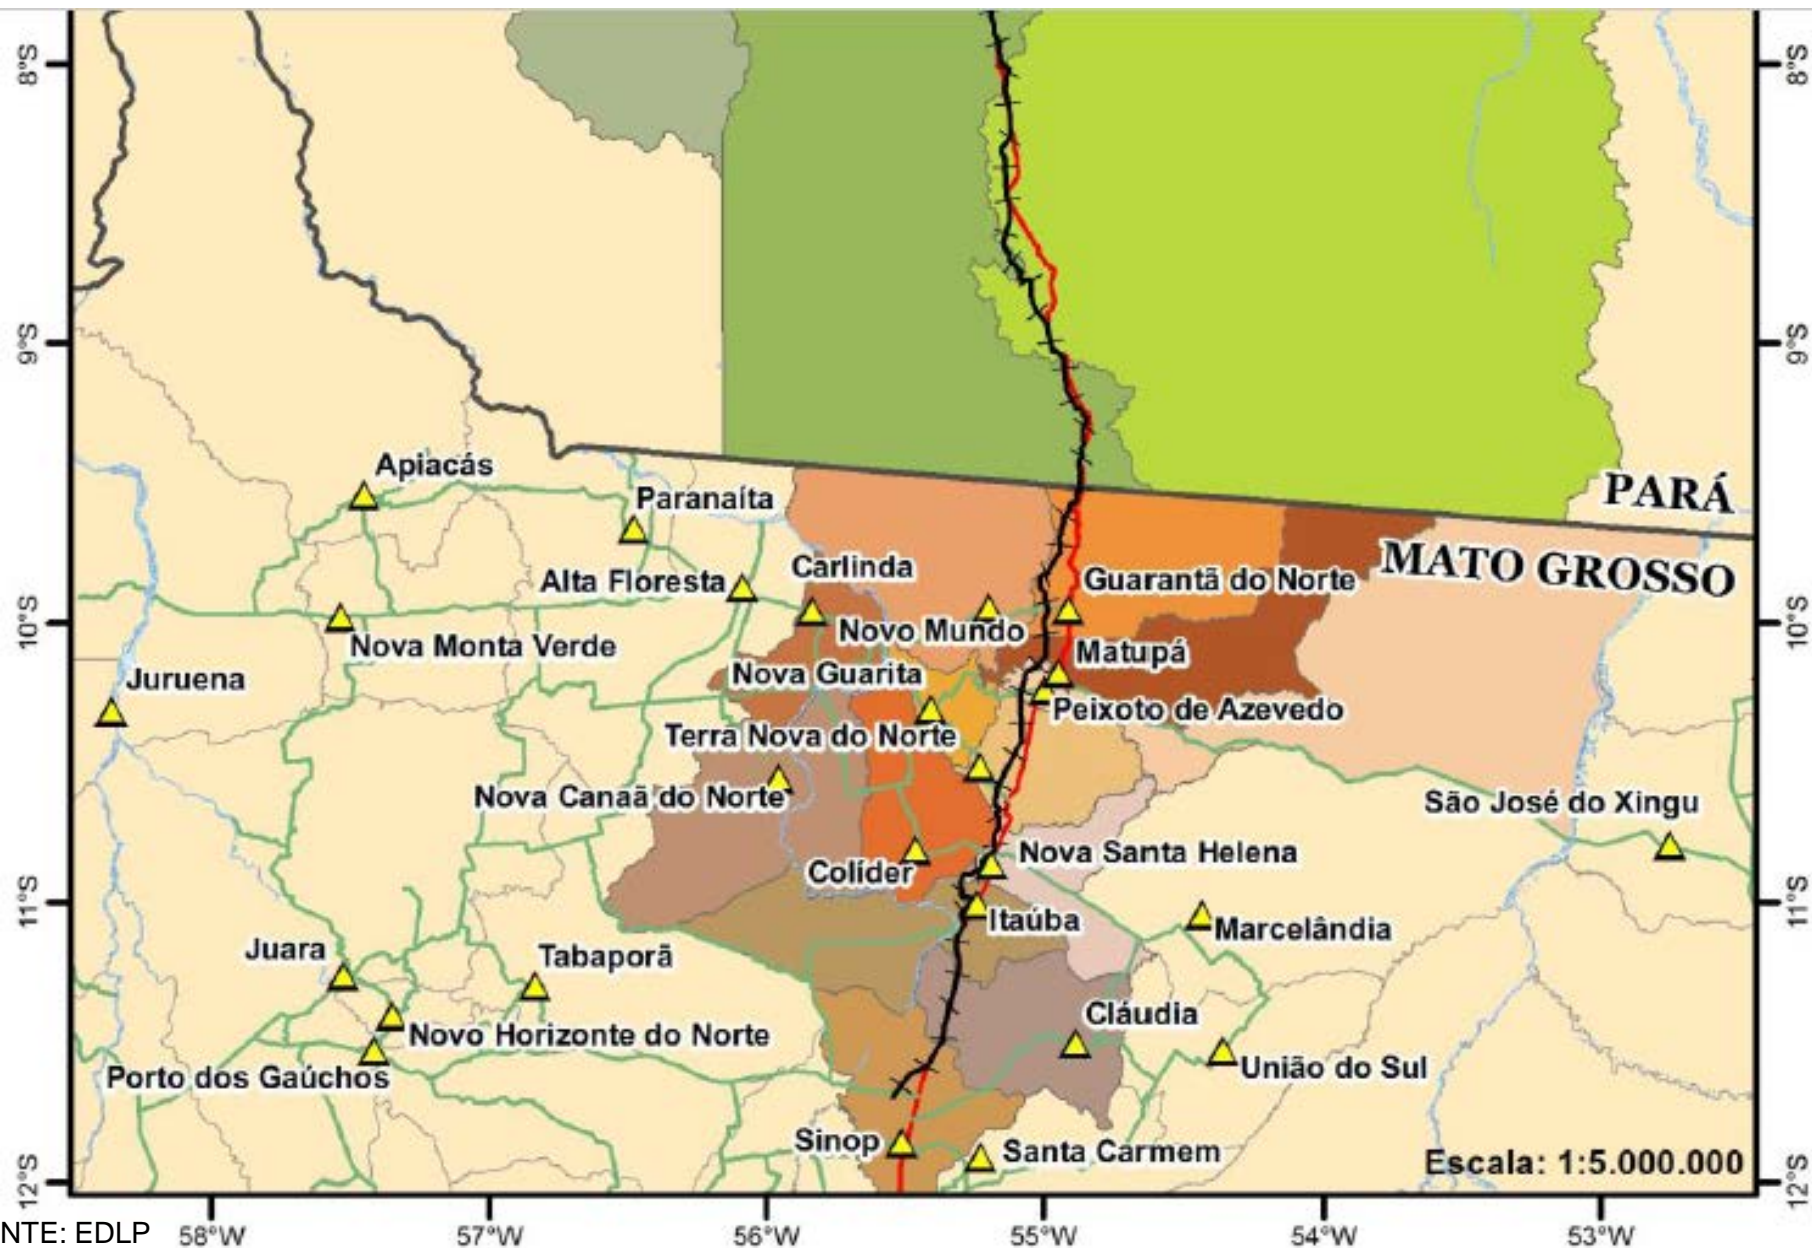 8°S
8°S
9°S
9°S
Apiacás
Paranaíta
PARÁ
MATO GROSSO
Carlinda
Alta Floresta
Guarantã do Norte
10°S
10°S
Nova Monta Verde
Novo Mundo
Matupá
Juruena
Nova Guarita
Peixoto de Azevedo
Terra Nova do Norte
Nova Canaã do Norte
São José do Xingu
Colíder
Nova Santa Helena
11°S
11°S
Itaúba
Marcelândia
Juara
Tabaporã
Cláudia
Novo Horizonte do Norte
União do Sul
Porto dos Gaúchos
Sinop
Santa Carmem
Escala: 1:5.000.000
12°S
12°S
NTE: EDLP
58°W
57°W
56°W
55°W
54°W
53°W